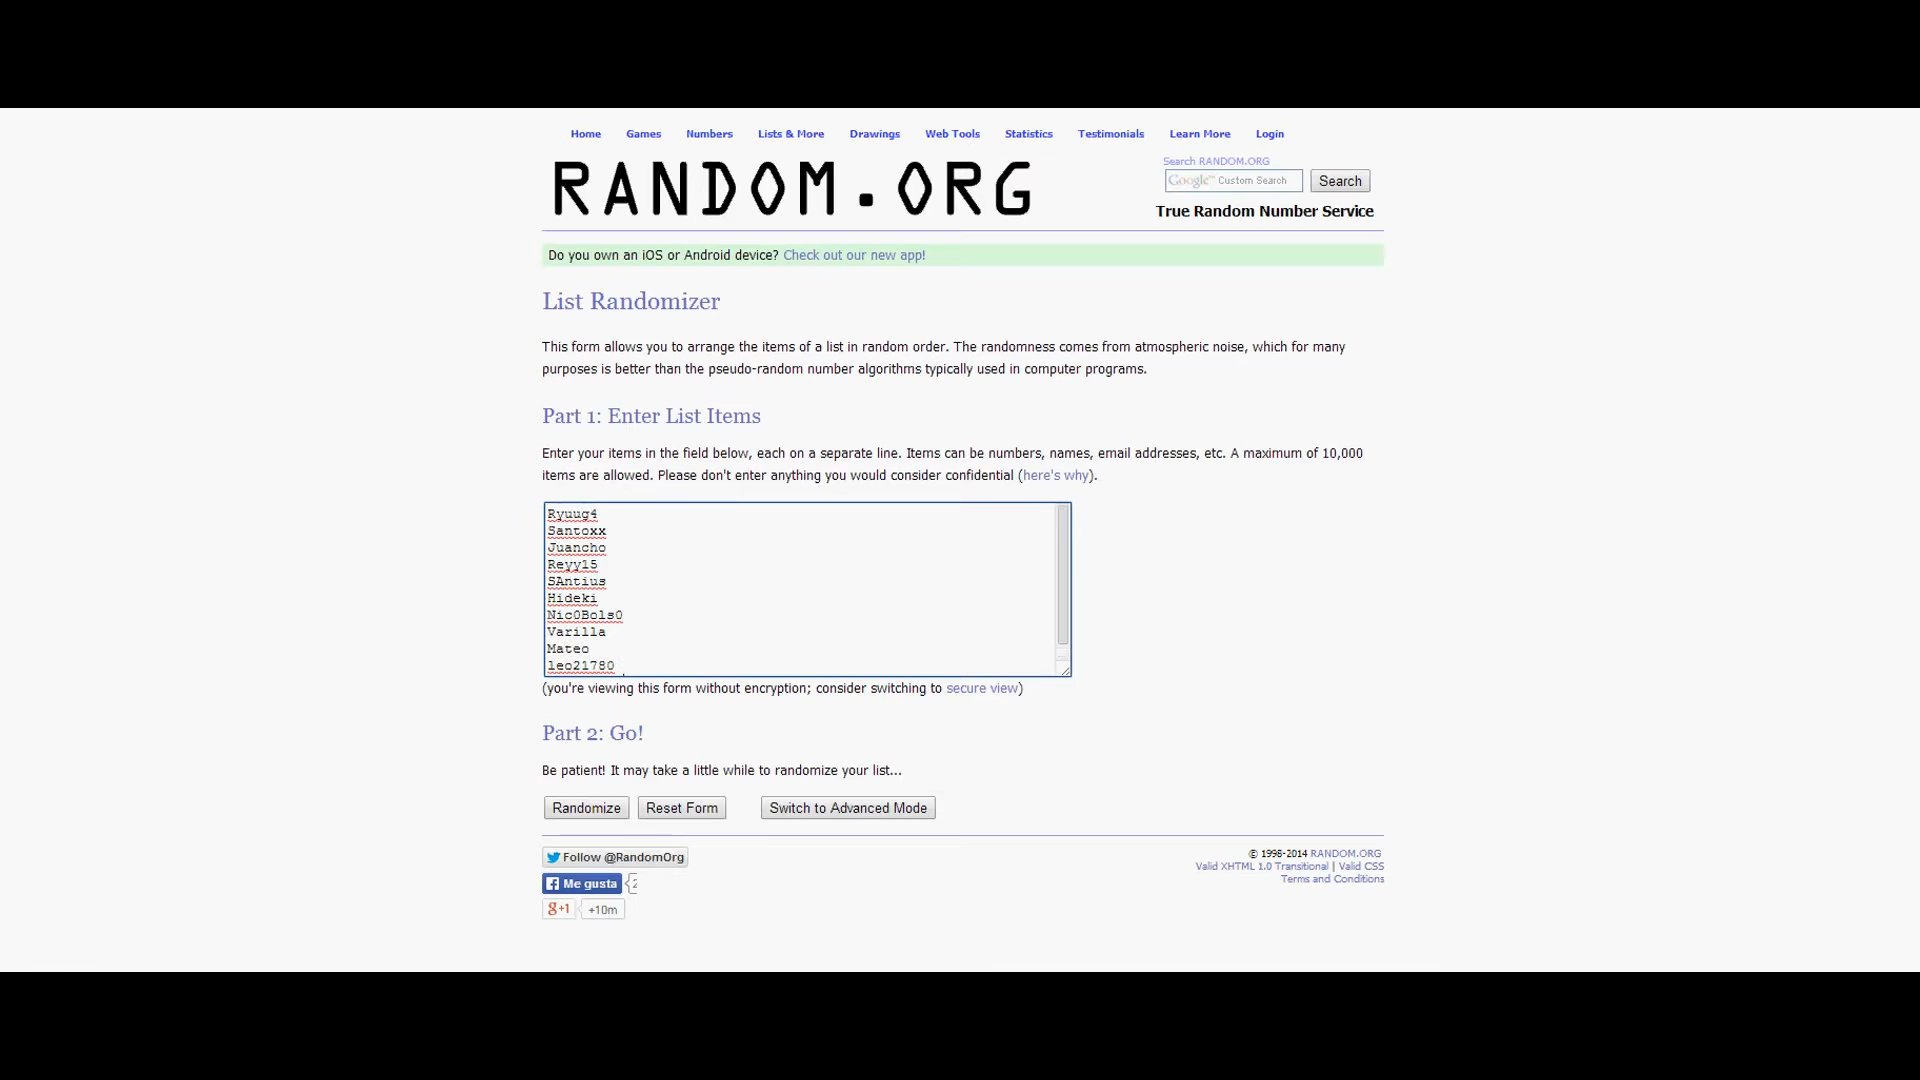 Home Games Numbers Lists & More Drawings Web Tools Statistics Testimonials Learn More Login
RANDOM.ORG
Search RANDOM.ORG
Google™ Custom Search Search
True Random Number Service
Do you own an iOS or Android device? Check out our new app!
List Randomizer
This form allows you to arrange the items of a list in random order. The randomness comes from atmospheric noise, which for many
purposes is better than the pseudo-random number algorithms typically used in computer programs.
Part 1: Enter List Items
Enter your items in the field below, each on a separate line. Items can be numbers, names, email addresses, etc. A maximum of 10,000
items are allowed. Please don't enter anything you would consider confidential (here's why).
Ryuug4
Santoxx
Juancho
Reyy15
SAntius
Hideki
Nic0Bols0
Varilla
Mateo
leo21780
(you're viewing this form without encryption; consider switching to secure view)
Part 2: Go!
Be patient! It may take a little while to randomize your list...
Randomize Reset Form Switch to Advanced Mode
Follow @RandomOrg
Me gusta
g+1 +10m
© 1998-2014 RANDOM.ORG
Valid XHTML 1.0 Transitional | Valid CSS
Terms and Conditions